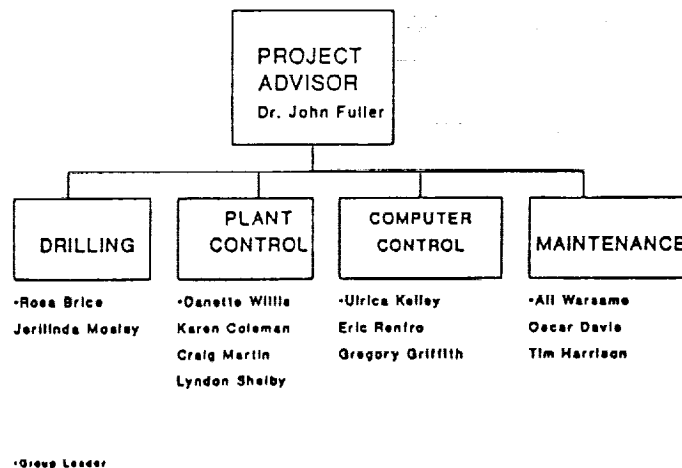 PROJECT
ADVISOR
Dr. John Fuller
DRILLING
PLANT
CONTROL
COMPUTER
CONTROL
MAINTENANCE
•Rosa Brice
Jerilinda Mosley
•Danette Willis
Karen Coleman
Craig Martin
Lyndon Shelby
•Ulrica Kelley
Eric Renfro
Gregory Griffith
•Ali Warsame
Oscar Davis
Tim Harrison
•Group Leader